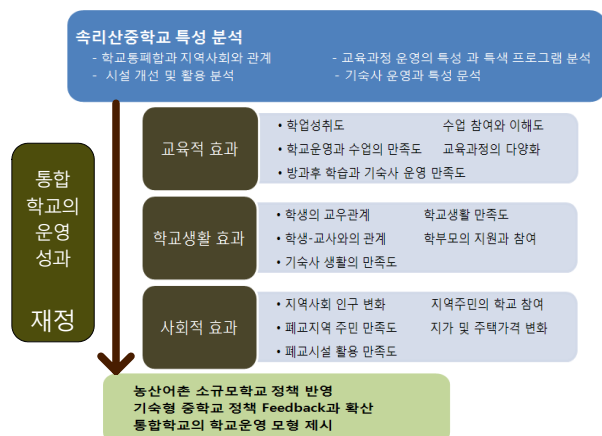 속리산중학교 특성 분석
- 학교통폐합과 지역사회와 관계 - 교육과정 운영의 특성 과 특색 프로그램 분석
- 시설 개선 및 활용 분석 - 기숙사 운영과 특성 문석
통합
학교의
운영
성과
재정
교육적 효과
• 학업성취도 수업 참여와 이해도
• 학교운영과 수업의 만족도 교육과정의 다양화
• 방과후 학습과 기숙사 운영 만족도
학교생활 효과
• 학생의 교우관계 학교생활 만족도
• 학생-교사와의 관계 학부모의 지원과 참여
• 기숙사 생활의 만족도
사회적 효과
• 지역사회 인구 변화 지역주민의 학교 참여
• 폐교지역 주민 만족도 지가 및 주택가격 변화
• 폐교시설 활용 만족도
농산어촌 소규모학교 정책 반영
기숙형 중학교 정책 Feedback과 확산
통합학교의 학교운영 모형 제시